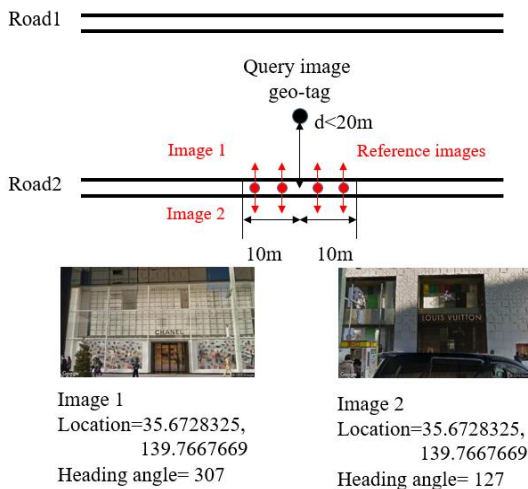 Road1
Query image
geo-tag
d<20m
Image 1
Reference images
Road2
Image 2
10m
10m
CHANEL
LOUIS VUITTON
Google
Google
Image 1
Location=35.6728325,
139.7667669
Heading angle= 307
Image 2
Location=35.6728325,
139.7667669
Heading angle= 127